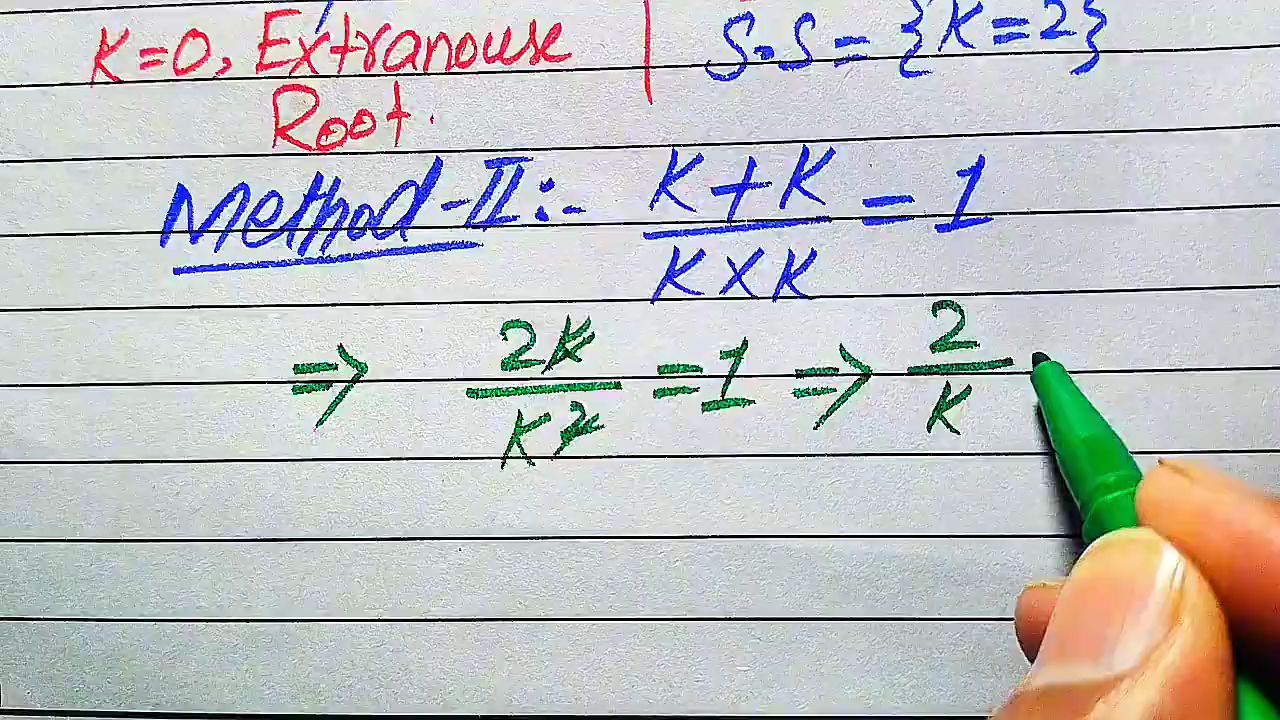 K=0, Extranouse
Root.
S.S = {K=2}
Method-II:- K+K/K×K = 1
⇒ 2K/K² = 1 ⇒ 2/K